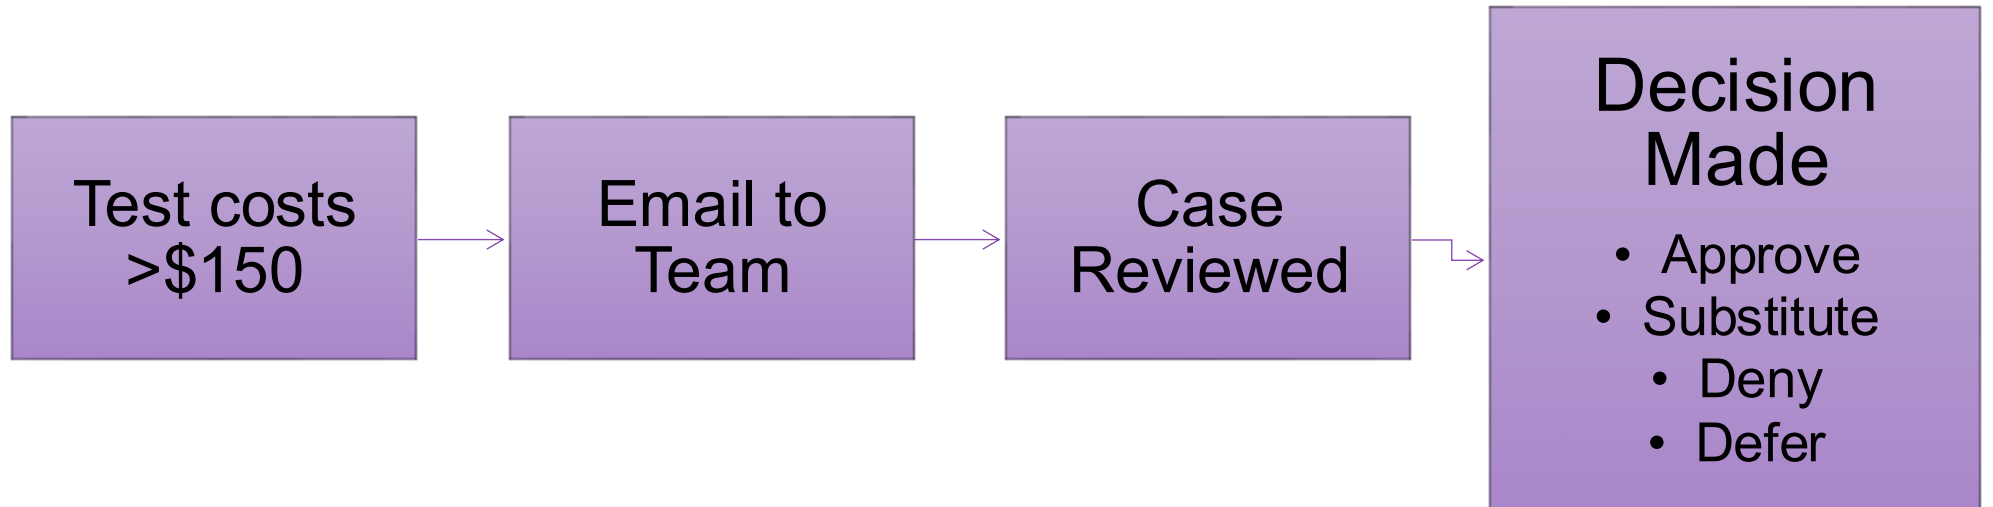 Test costs
>$150
Email to
Team
Case
Reviewed
Decision
Made
• Approve
• Substitute
• Deny
• Defer